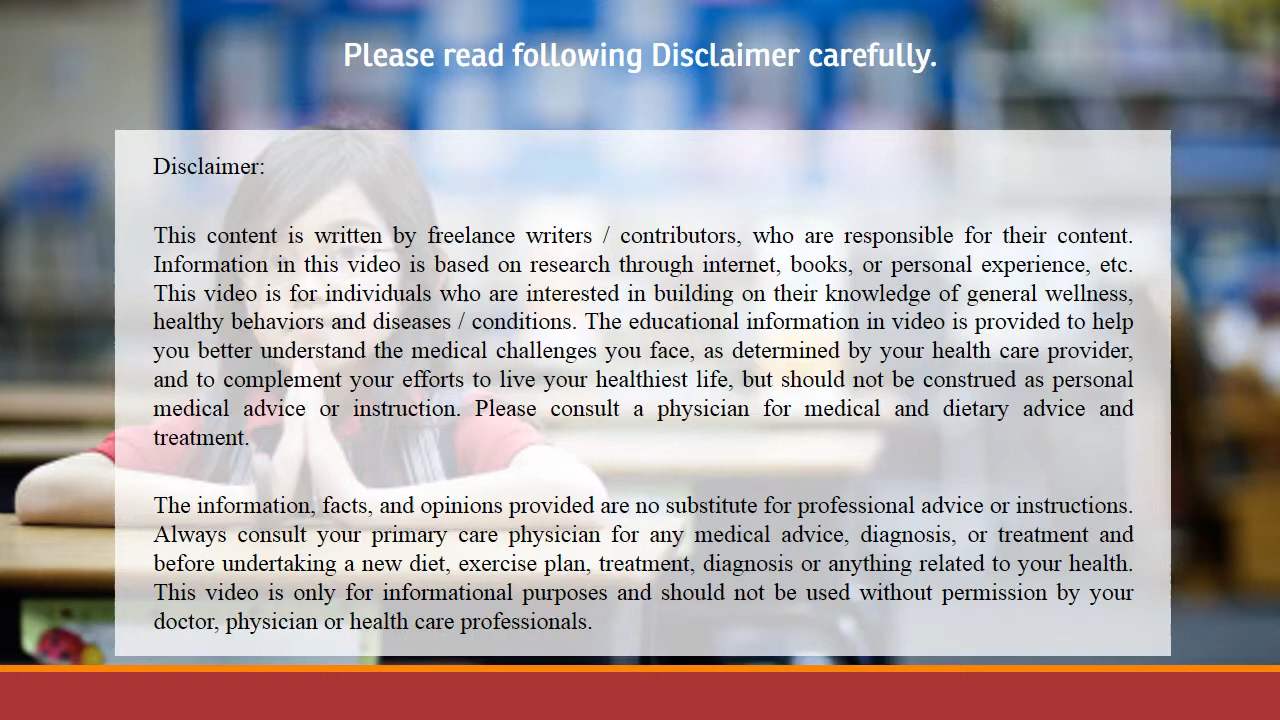 Please read following Disclaimer carefully.
Disclaimer:
This content is written by freelance writers / contributors, who are responsible for their content.
Information in this video is based on research through internet, books, or personal experience, etc.
This video is for individuals who are interested in building on their knowledge of general wellness,
healthy behaviors and diseases / conditions. The educational information in video is provided to help
you better understand the medical challenges you face, as determined by your health care provider,
and to complement your efforts to live your healthiest life, but should not be construed as personal
medical advice or instruction. Please consult a physician for medical and dietary advice and
treatment.
The information, facts, and opinions provided are no substitute for professional advice or instructions.
Always consult your primary care physician for any medical advice, diagnosis, or treatment and
before undertaking a new diet, exercise plan, treatment, diagnosis or anything related to your health.
This video is only for informational purposes and should not be used without permission by your
doctor, physician or health care professionals.